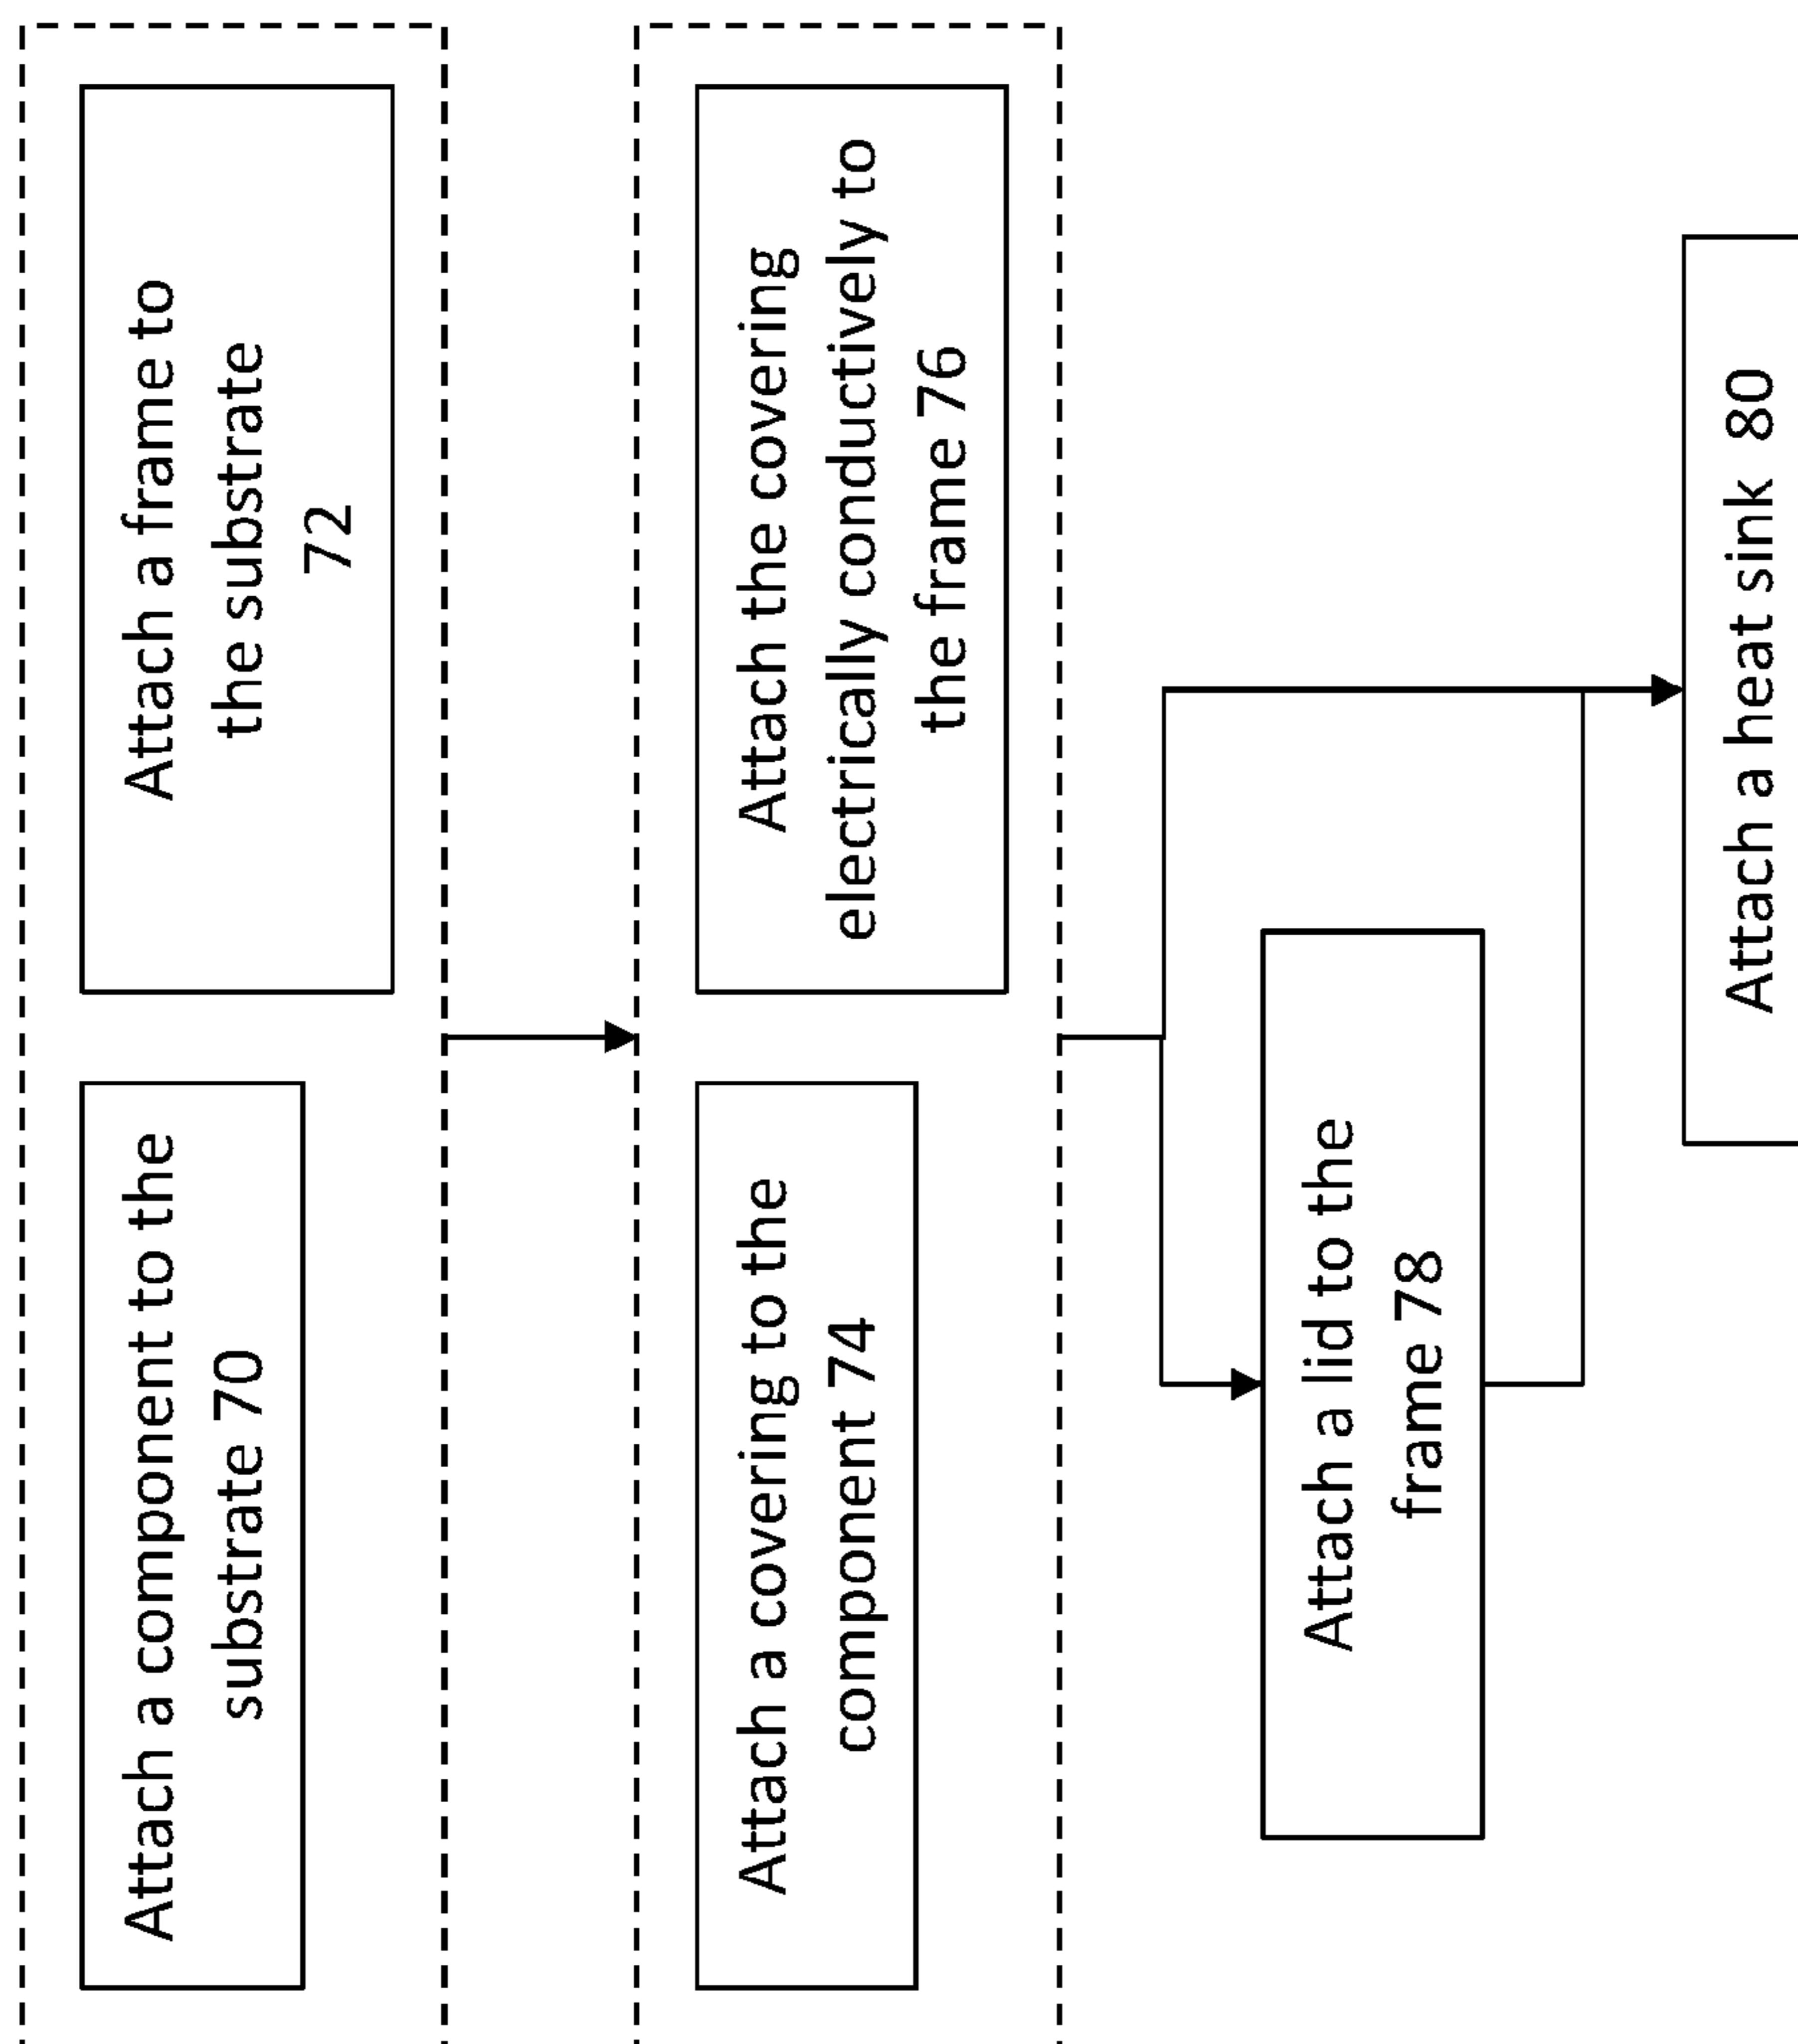 Attach a component to the
substrate 70
Attach a frame to
the substrate
72
Attach a covering to the
component 74
Attach the covering
electrically conductively to
the frame 76
Attach a lid to the
frame 78
Attach a heat sink 80